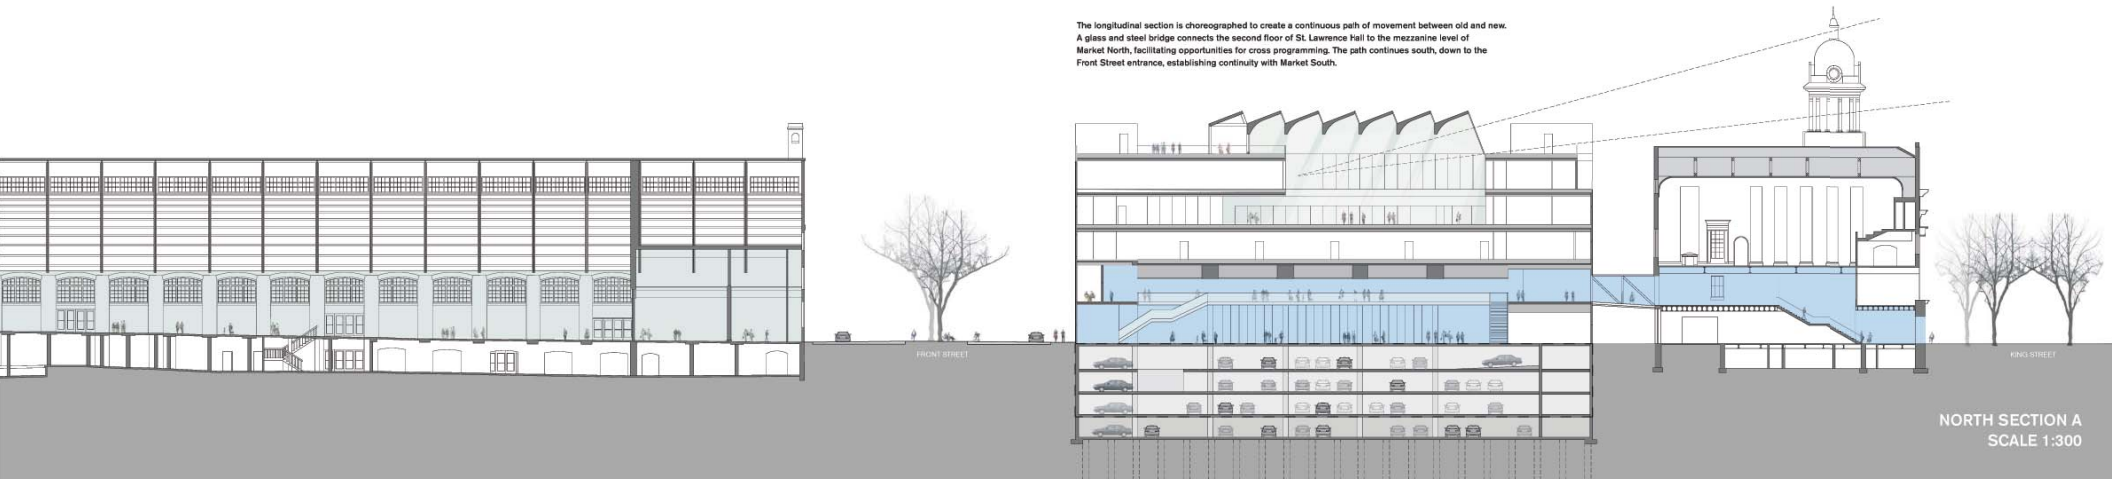 The longitudinal section is choreographed to create a continuous path of movement between old and new.
A glass and steel bridge connects the second floor of St. Lawrence Hall to the mezzanine level of
Market North, facilitating opportunities for cross programming. The path continues south, down to the
Front Street entrance, establishing continuity with Market South.
FRONT STREET
KING STREET
NORTH SECTION A
SCALE 1:300